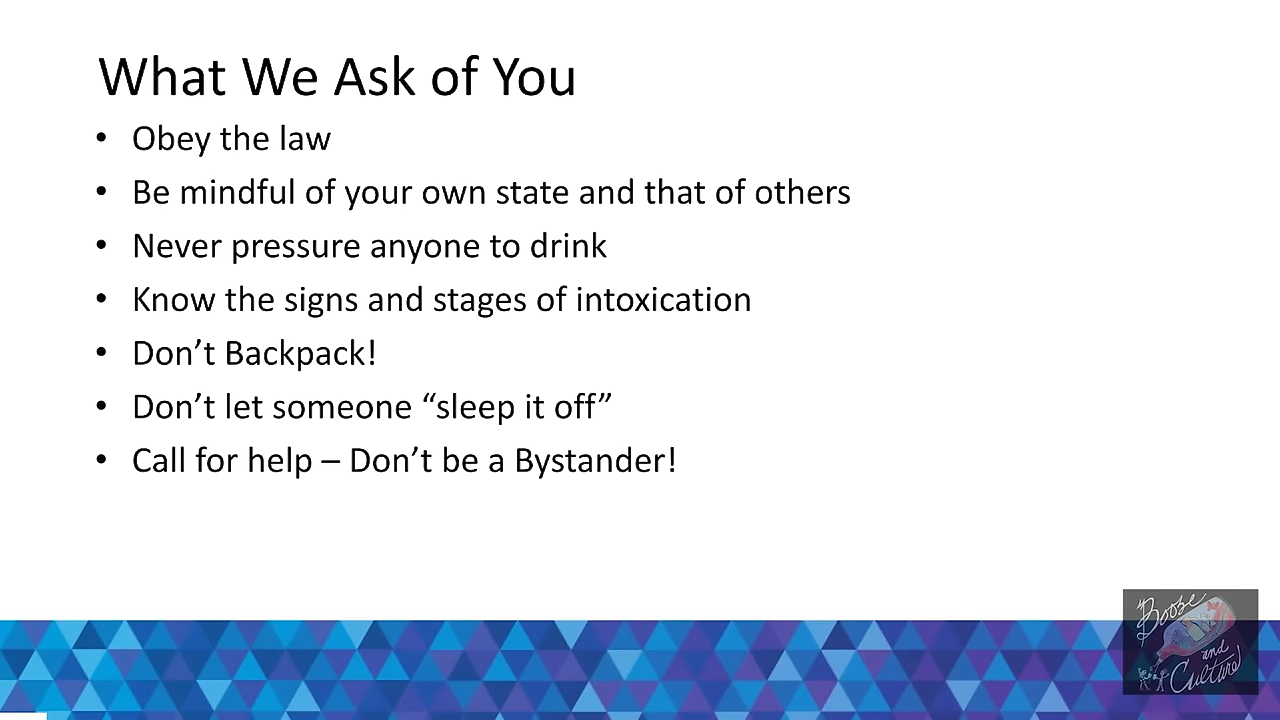 What We Ask of You
• Obey the law
• Be mindful of your own state and that of others
• Never pressure anyone to drink
• Know the signs and stages of intoxication
• Don’t Backpack!
• Don’t let someone “sleep it off”
• Call for help – Don’t be a Bystander!
Booze
and
Culture